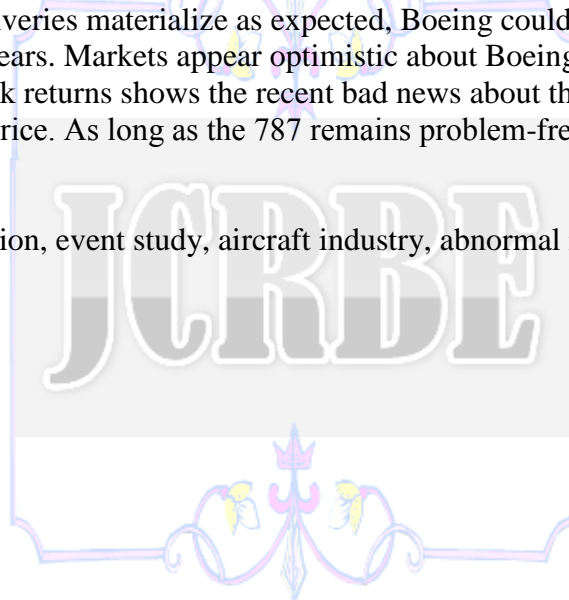 iveries materialize as expected, Boeing could
ears. Markets appear optimistic about Boeing
k returns shows the recent bad news about th
rice. As long as the 787 remains problem-fre
ion, event study, aircraft industry, abnormal
JCRBE